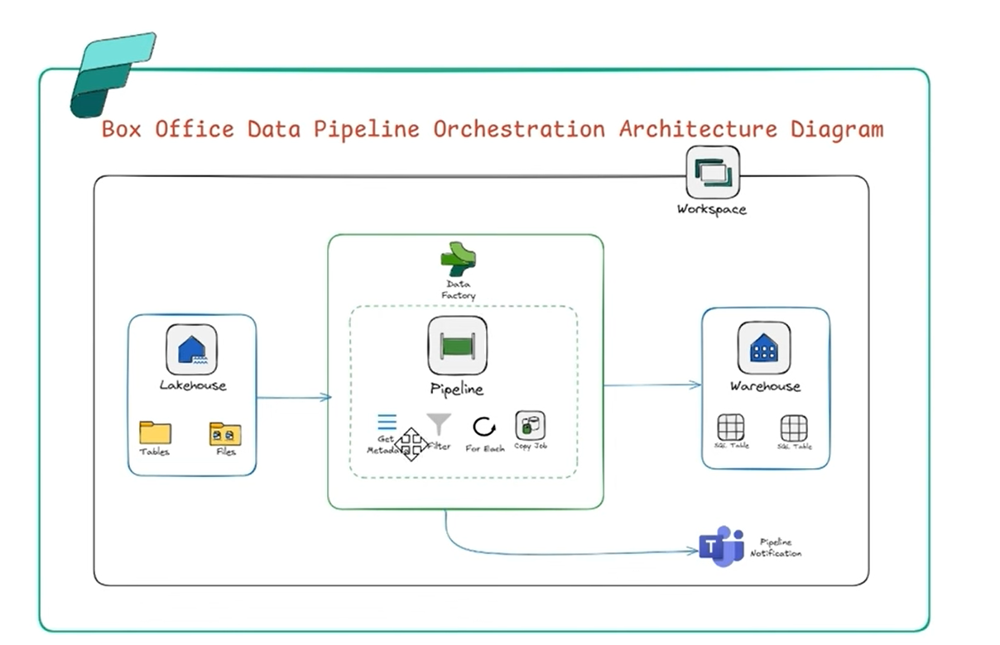 Box Office Data Pipeline Orchestration Architecture Diagram
Workspace
Data
Factory
Lakehouse
Tables
Files
Pipeline
Get
Metadata
Filter
For Each
Copy Job
Warehouse
SQL Table
SQL Table
T
Pipeline
Notification